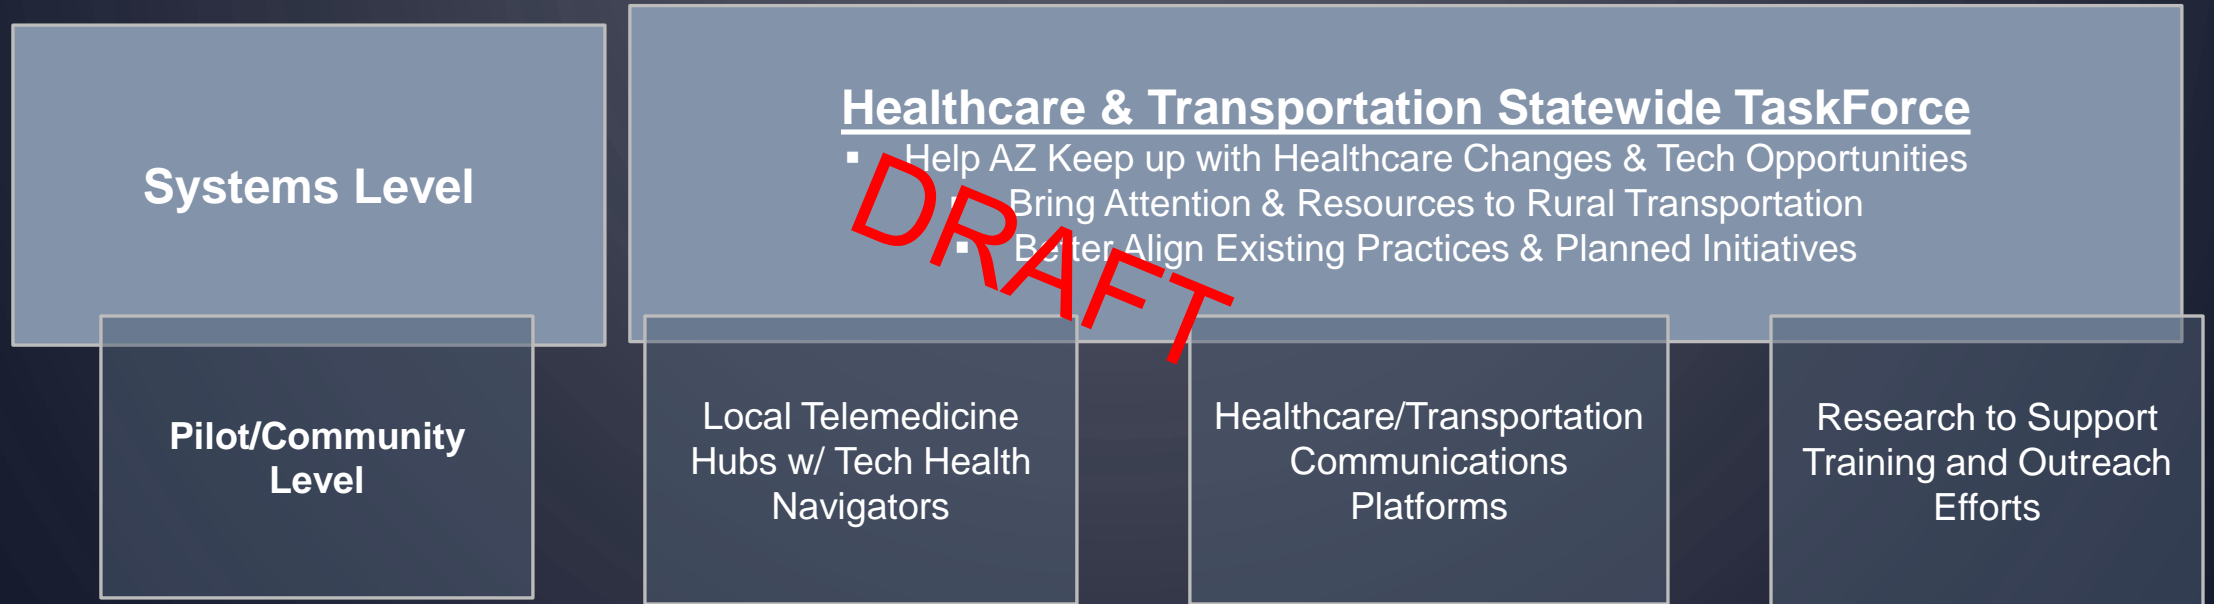 Systems Level
Healthcare & Transportation Statewide TaskForce
▪ Help AZ Keep up with Healthcare Changes & Tech Opportunities
▪ Bring Attention & Resources to Rural Transportation
▪ Better Align Existing Practices & Planned Initiatives
DRAFT
Pilot/Community
Level
Local Telemedicine
Hubs w/ Tech Health
Navigators
Healthcare/Transportation
Communications
Platforms
Research to Support
Training and Outreach
Efforts